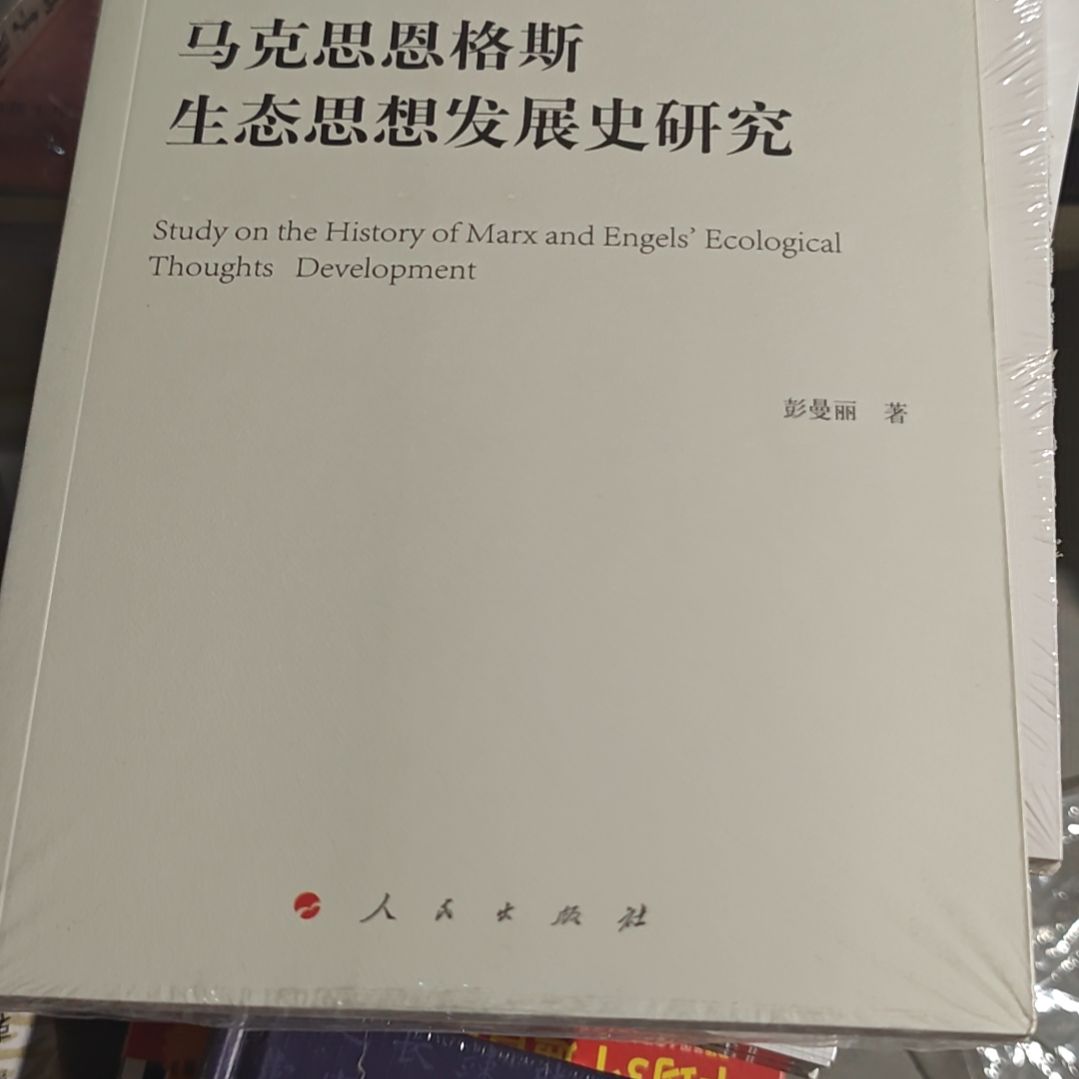 马克思恩格斯
生态思想发展史研究
Study on the History of Marx and Engels’ Ecological
Thoughts Development
彭曼丽 著
人民出版社